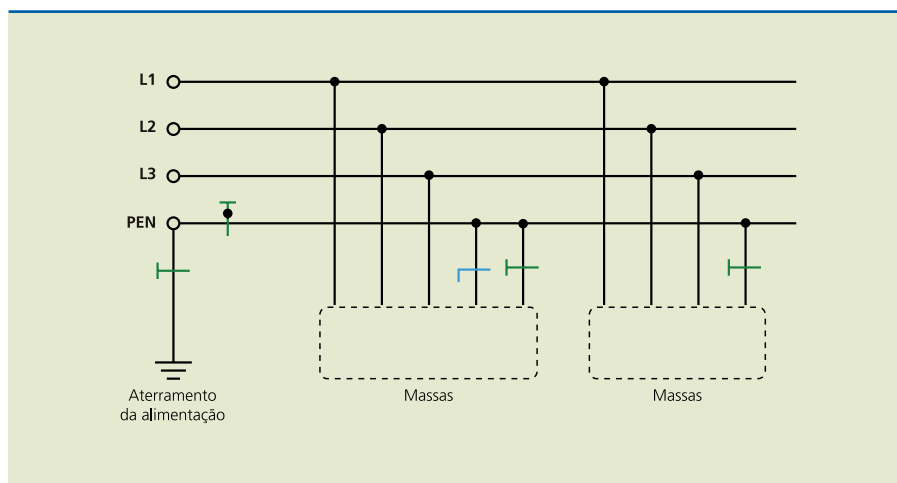 L1
L2
L3
PEN
Aterramento
da alimentação
Massas
Massas